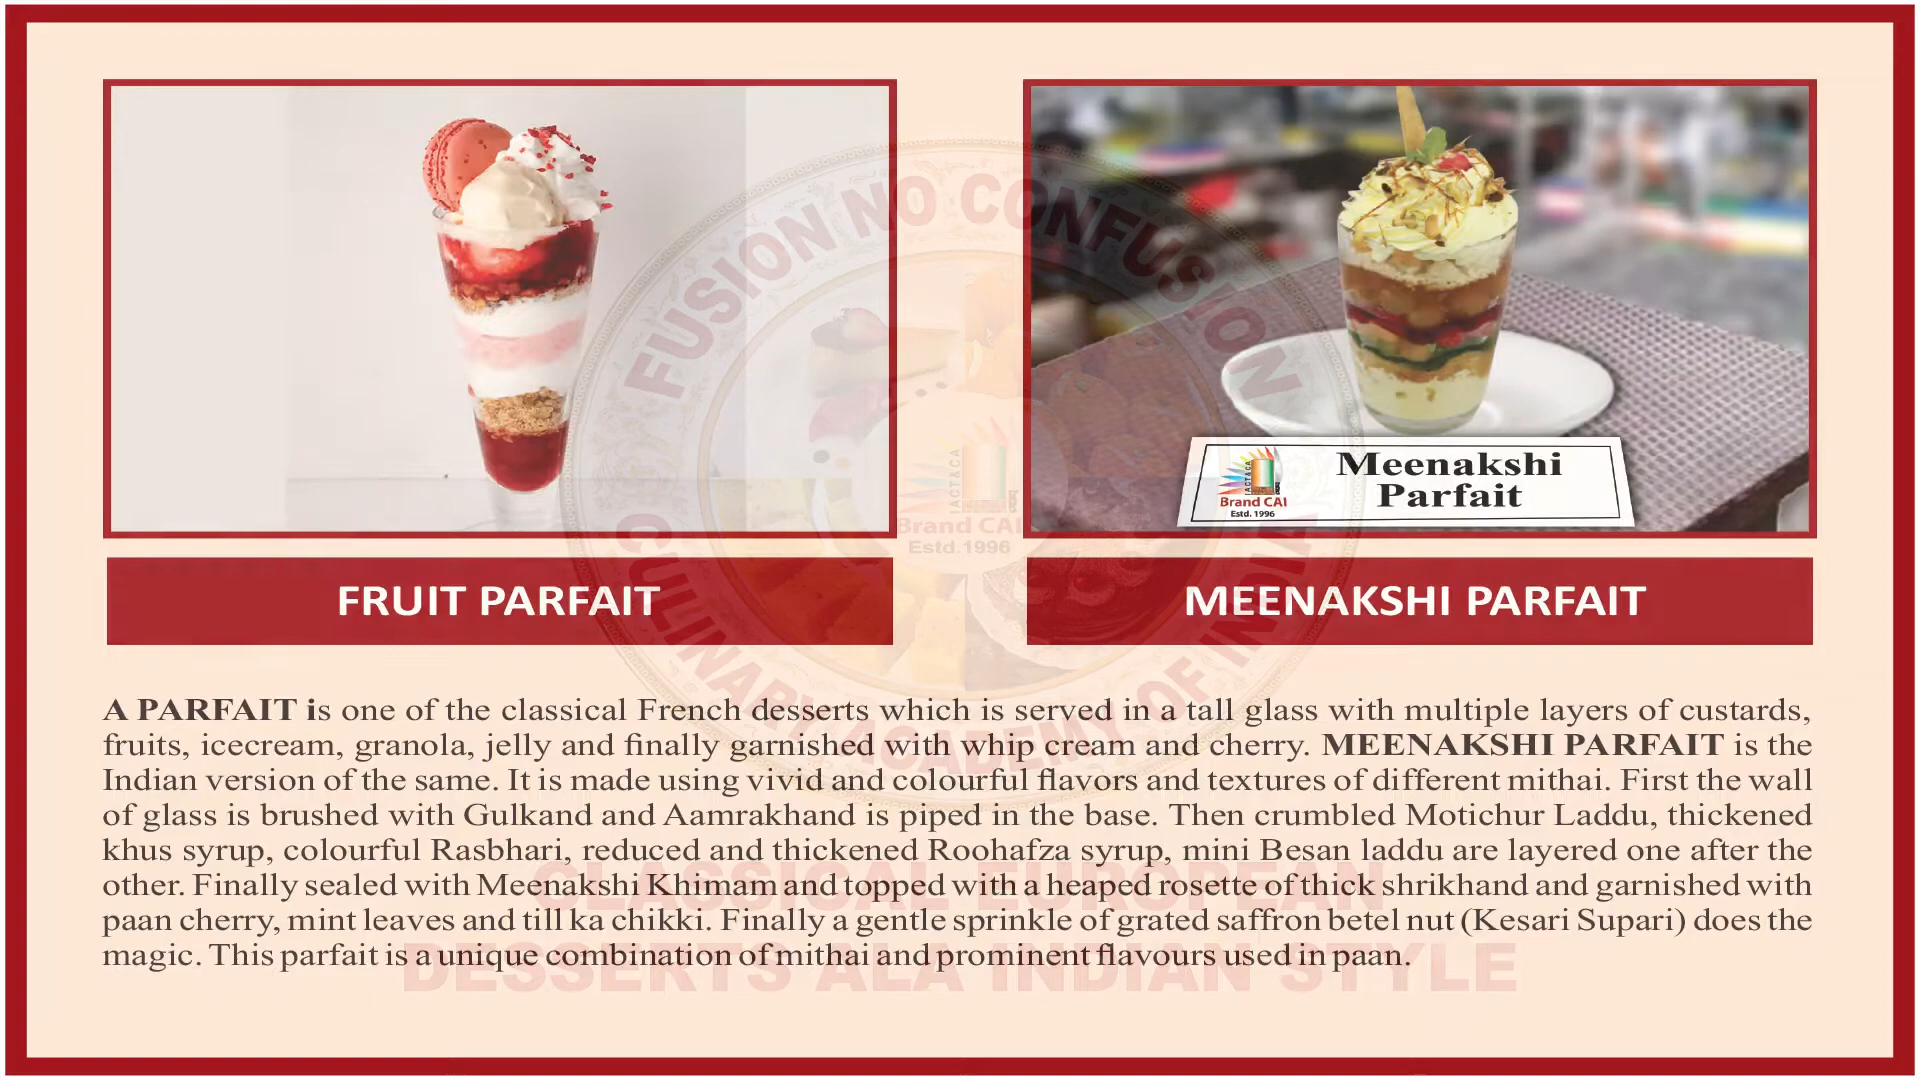 FUSION NO CONFUSION
IACT&CA
Brand CAI
Estd. 1996
CULINARY ACADEMY OF INDIA
IACT&CA
Brand CAI
Estd. 1996
Meenakshi
Parfait
FRUIT PARFAIT
MEENAKSHI PARFAIT
A PARFAIT is one of the classical French desserts which is served in a tall glass with multiple layers of custards,
fruits, icecream, granola, jelly and finally garnished with whip cream and cherry. MEENAKSHI PARFAIT is the
Indian version of the same. It is made using vivid and colourful flavors and textures of different mithai. First the wall
of glass is brushed with Gulkand and Aamrakhand is piped in the base. Then crumbled Motichur Laddu, thickened
khus syrup, colourful Rasbhari, reduced and thickened Roohafza syrup, mini Besan laddu are layered one after the
other. Finally sealed with Meenakshi Khimam and topped with a heaped rosette of thick shrikhand and garnished with
paan cherry, mint leaves and till ka chikki. Finally a gentle sprinkle of grated saffron betel nut (Kesari Supari) does the
magic. This parfait is a unique combination of mithai and prominent flavours used in paan.
CLASSICAL EUROPEAN
DESSERTS ALA INDIAN STYLE